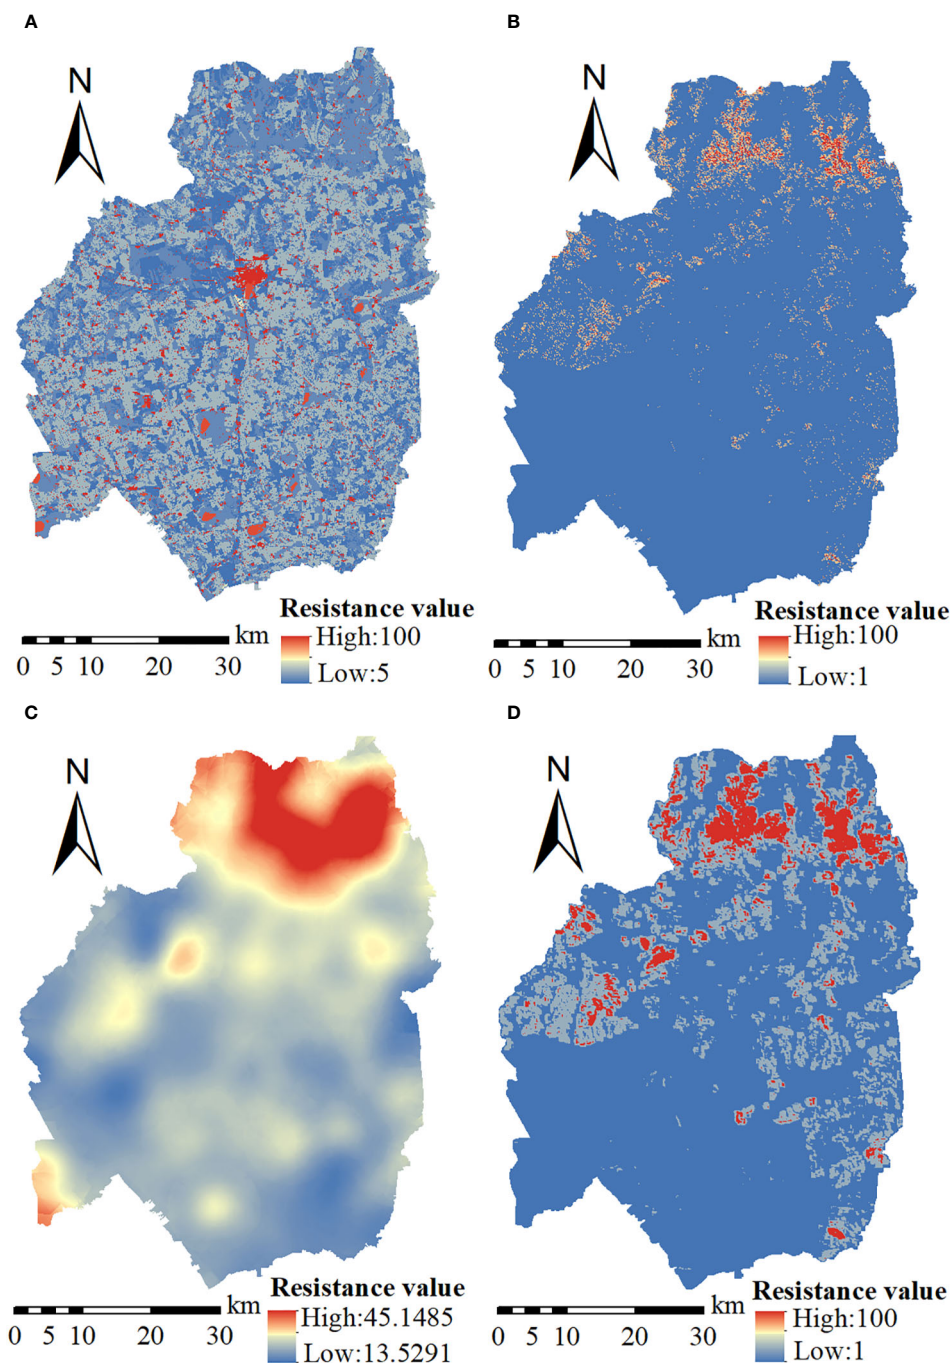 A
N
Resistance value
High:100
Low:5
km
0 5 10 20 30
B
N
Resistance value
High:100
Low:1
km
0 5 10 20 30
C
N
Resistance value
High:45.1485
Low:13.5291
km
0 5 10 20 30
D
N
Resistance value
High:100
Low:1
km
0 5 10 20 30